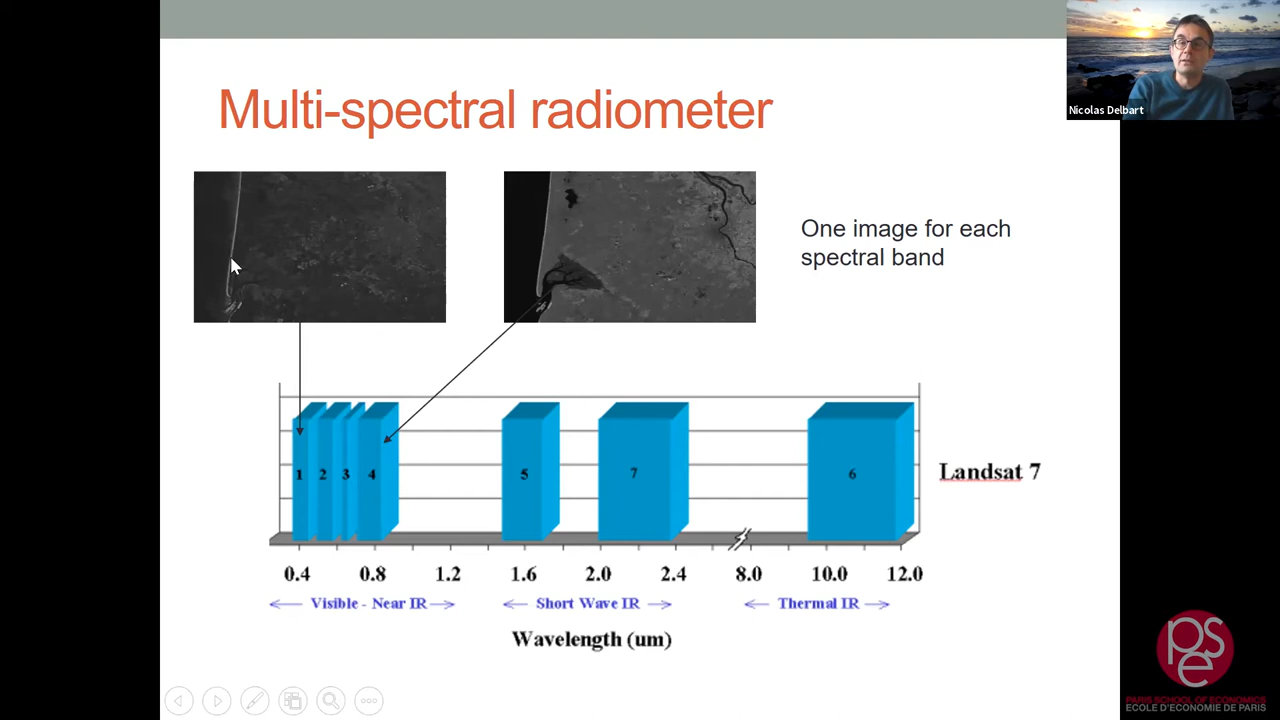 Nicolas Delbart
Multi-spectral radiometer
One image for each
spectral band
1 2 3 4 5 7 6
Landsat 7
0.4 0.8 1.2 1.6 2.0 2.4 8.0 10.0 12.0
Visible - Near IR Short Wave IR Thermal IR
Wavelength (um)
pse
PARIS SCHOOL OF ECONOMICS
ECOLE D'ECONOMIE DE PARIS